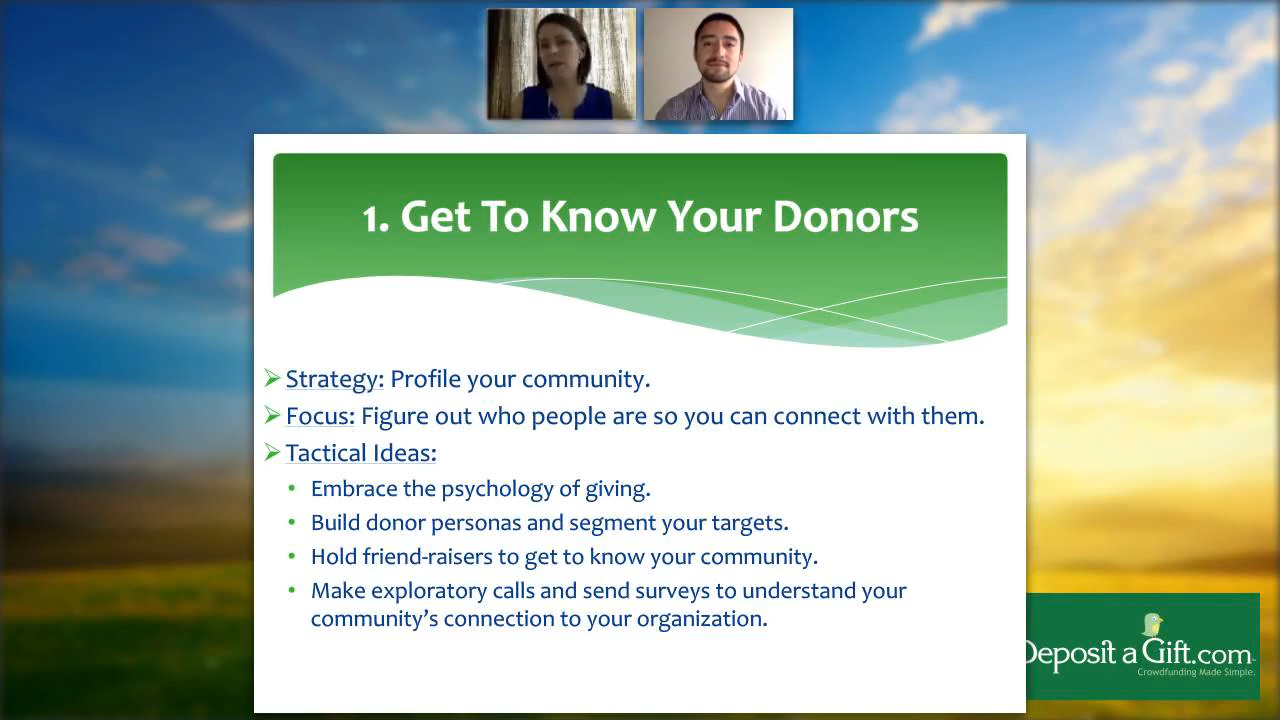 1. Get To Know Your Donors
Strategy: Profile your community.
Focus: Figure out who people are so you can connect with them.
Tactical Ideas:
Embrace the psychology of giving.
Build donor personas and segment your targets.
Hold friend-raisers to get to know your community.
Make exploratory calls and send surveys to understand your
community’s connection to your organization.
Deposit a Gift.com
Crowdfunding Made Simple.